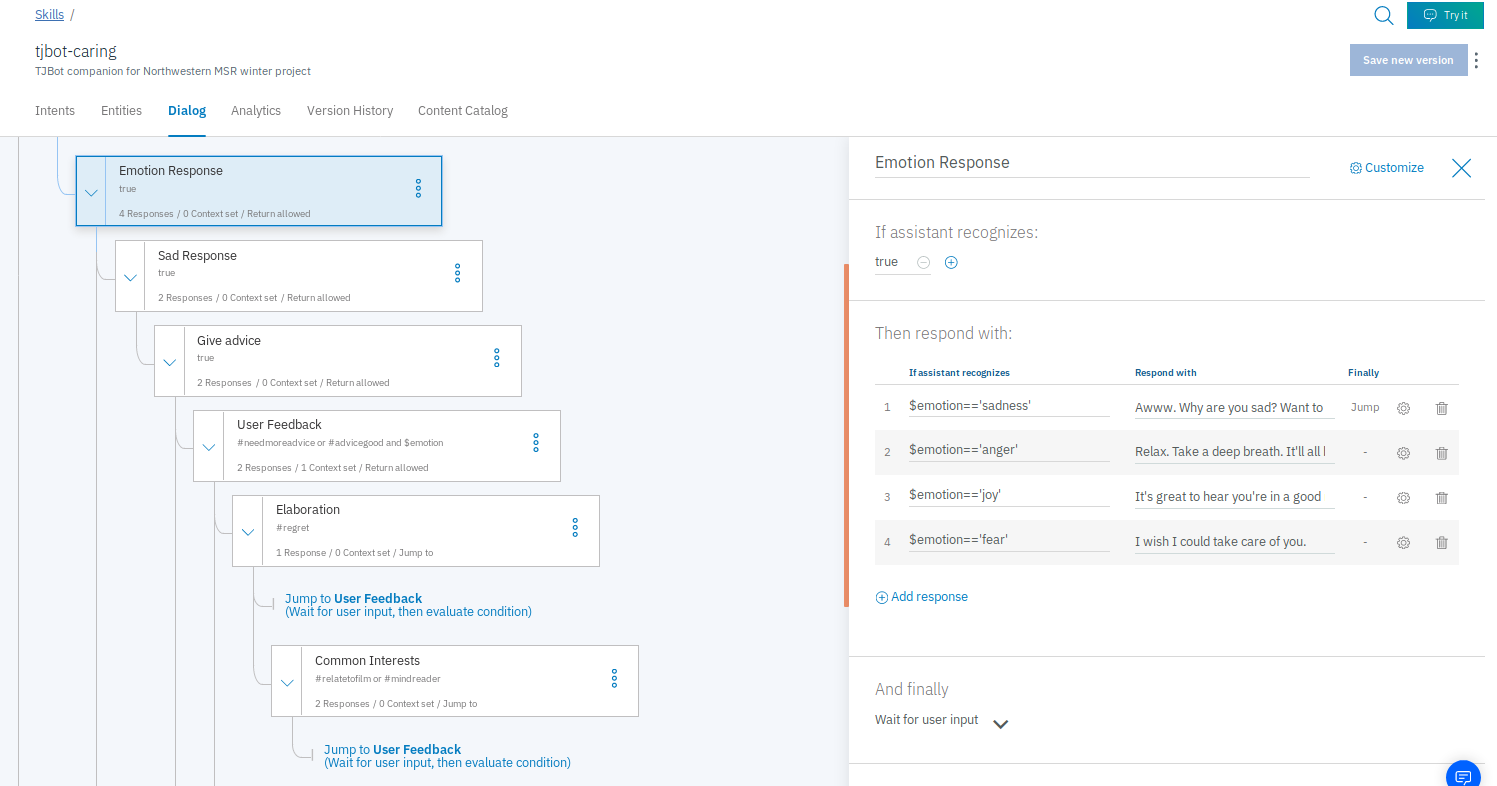 Skills /
Try it
tjbot-caring
TJBot companion for Northwestern MSR winter project
Save new version
Intents Entities Dialog Analytics Version History Content Catalog
Emotion Response
true
4 Responses / 0 Context set / Return allowed
Sad Response
true
2 Responses / 0 Context set / Return allowed
Give advice
true
2 Responses / 0 Context set / Return allowed
User Feedback
#needmoreadvice or #advicegood and $emotion
2 Responses / 1 Context set / Return allowed
Elaboration
#regret
1 Response / 0 Context set / Jump to
Jump to User Feedback
(Wait for user input, then evaluate condition)
Common Interests
#relatetofilm or #mindreader
2 Responses / 0 Context set / Jump to
Jump to User Feedback
(Wait for user input, then evaluate condition)
Emotion Response
Customize
If assistant recognizes:
true
Then respond with:
If assistant recognizes Respond with Finally
1 $emotion=='sadness' Awww. Why are you sad? Want to Jump
2 $emotion=='anger' Relax. Take a deep breath. It'll all -
3 $emotion=='joy' It's great to hear you're in a good -
4 $emotion=='fear' I wish I could take care of you. -
Add response
And finally
Wait for user input